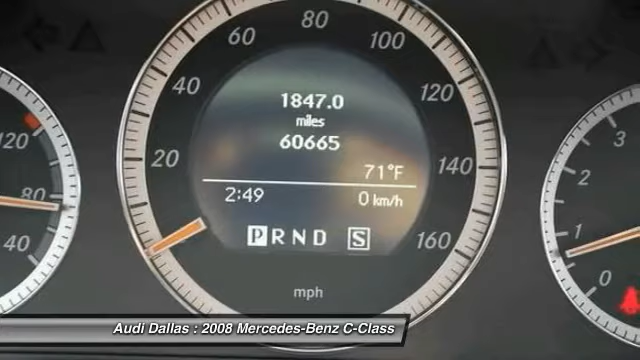 20
40
60
80
100
120
140
160
1847.0
miles
60665
71°F
2:49 0 km/h
P R N D S
mph
120
80
40
3
2
1
0
Audi Dallas : 2008 Mercedes-Benz C-Class